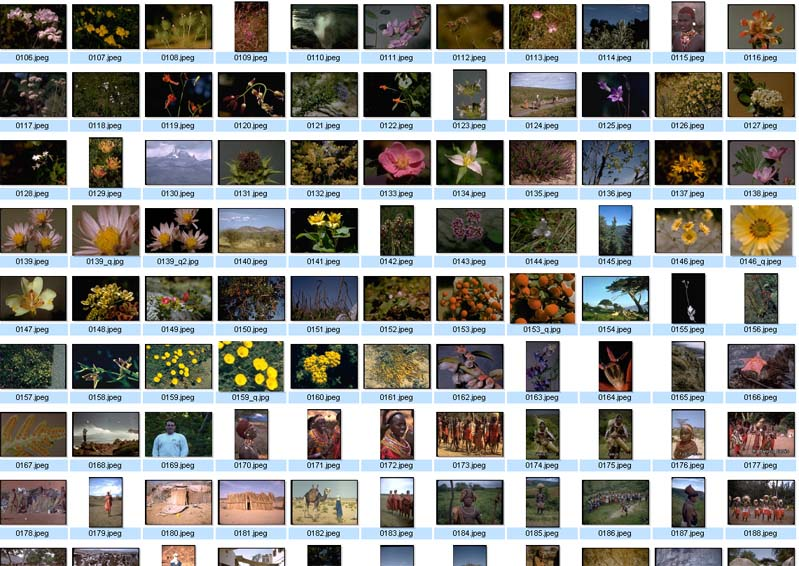 0106.jpeg 0107.jpeg 0108.jpeg 0109.jpeg 0110.jpeg 0111.jpeg 0112.jpeg 0113.jpeg 0114.jpeg 0115.jpeg 0116.jpeg
0117.jpeg 0118.jpeg 0119.jpeg 0120.jpeg 0121.jpeg 0122.jpeg 0123.jpeg 0124.jpeg 0125.jpeg 0126.jpeg 0127.jpeg
0128.jpeg 0129.jpeg 0130.jpeg 0131.jpeg 0132.jpeg 0133.jpeg 0134.jpeg 0135.jpeg 0136.jpeg 0137.jpeg 0138.jpeg
0139.jpeg 0139_q.jpg 0139_q2.jpg 0140.jpeg 0141.jpeg 0142.jpeg 0143.jpeg 0144.jpeg 0145.jpeg 0146.jpeg 0146_q.jpeg
0147.jpeg 0148.jpeg 0149.jpeg 0150.jpeg 0151.jpeg 0152.jpeg 0153.jpeg 0153_q.jpg 0154.jpeg 0155.jpeg 0156.jpeg
0157.jpeg 0158.jpeg 0159.jpeg 0159_q.jpg 0160.jpeg 0161.jpeg 0162.jpeg 0163.jpeg 0164.jpeg 0165.jpeg 0166.jpeg
0167.jpeg 0168.jpeg 0169.jpeg 0170.jpeg 0171.jpeg 0172.jpeg 0173.jpeg 0174.jpeg 0175.jpeg 0176.jpeg 0177.jpeg
0178.jpeg 0179.jpeg 0180.jpeg 0181.jpeg 0182.jpeg 0183.jpeg 0184.jpeg 0185.jpeg 0186.jpeg 0187.jpeg 0188.jpeg